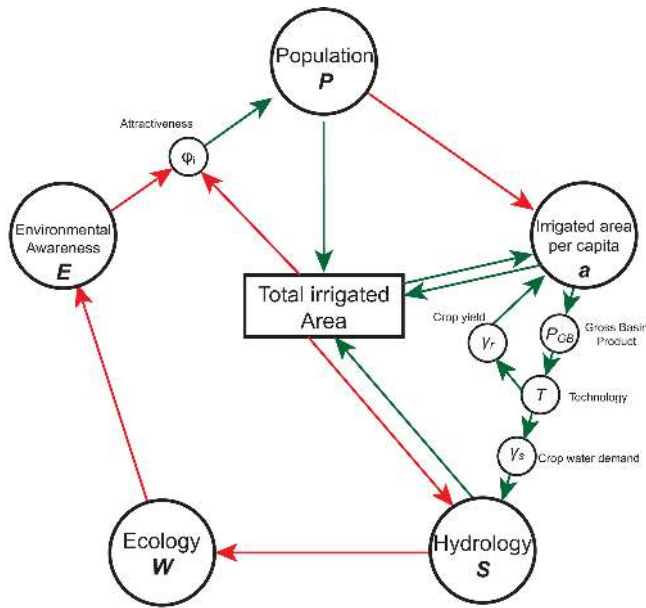 Population
P
Attractiveness
φi
Environmental
Awareness
E
Irrigated area
per capita
a
Total irrigated
Area
Crop yield
γr
PGB
Gross Basin
Product
T
Technology
γs
Crop water demand
Ecology
W
Hydrology
S